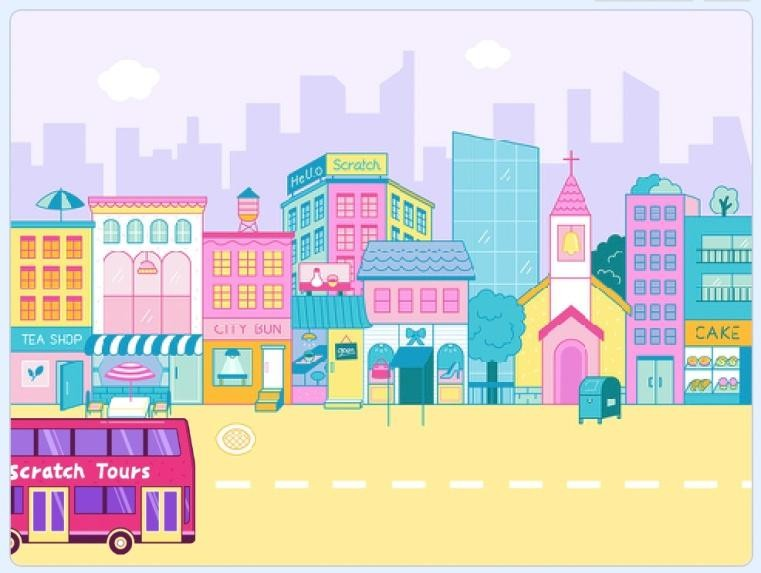 HeLLo
Scratch
TEA SHOP
CITY BUN
open
CAKE
Scratch Tours